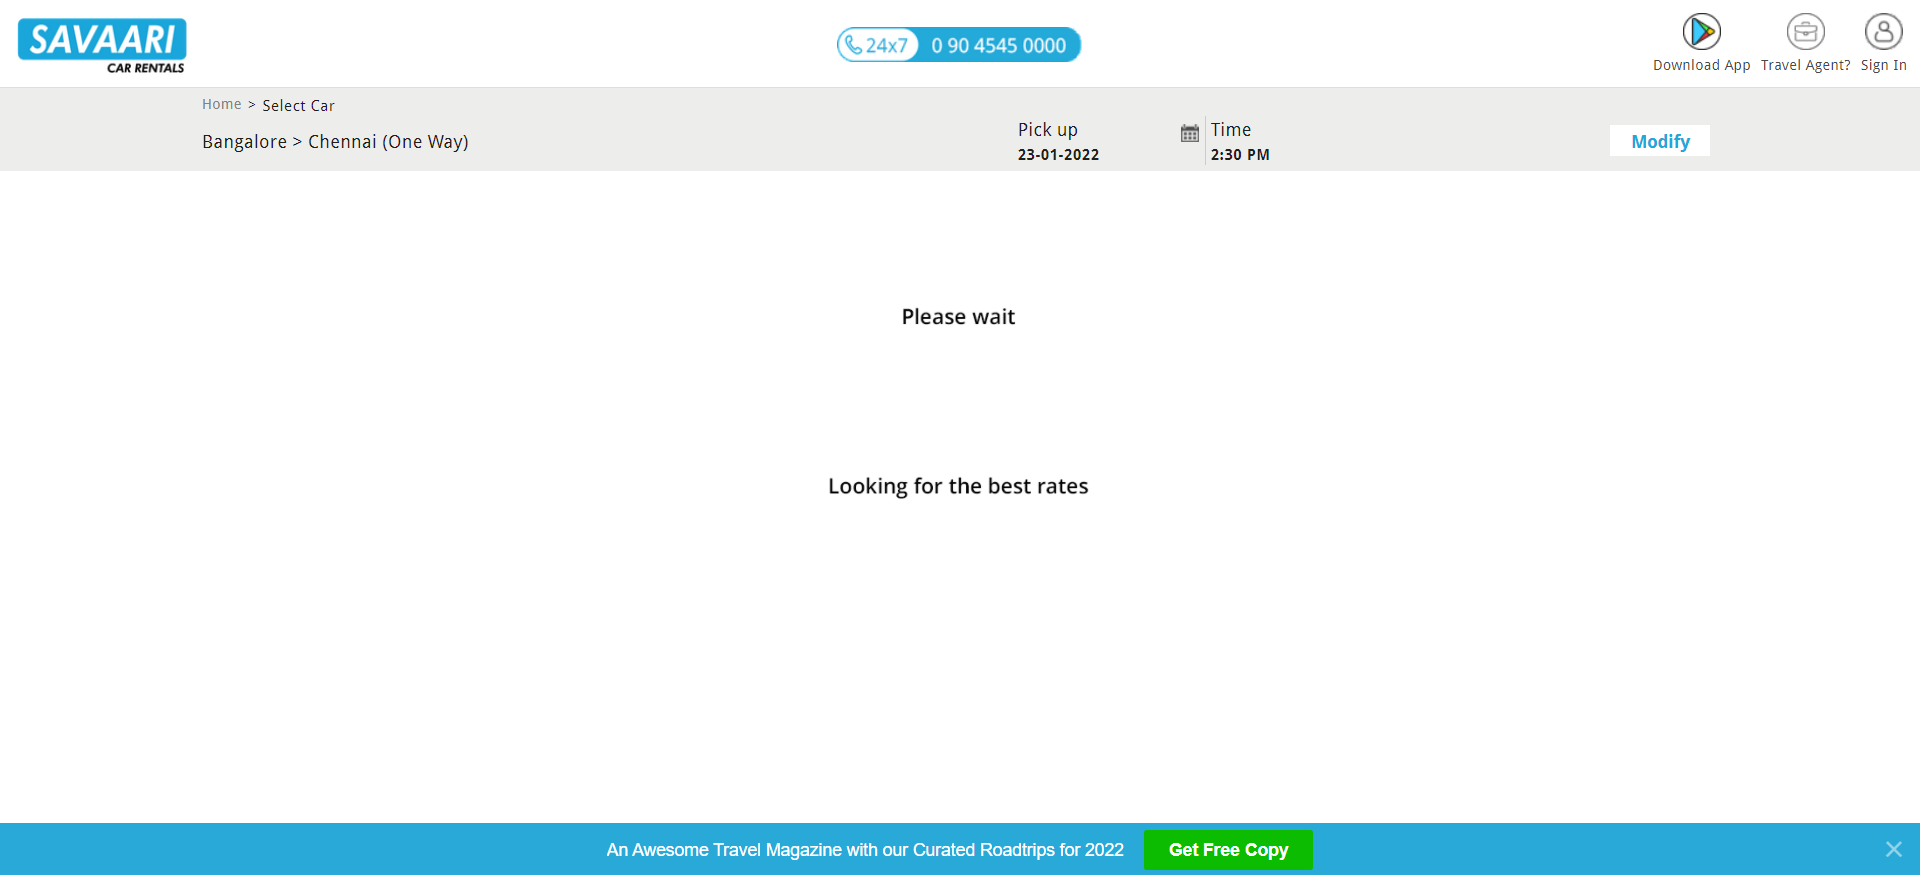 SAVAARI
CAR RENTALS
24x7 0 90 4545 0000
Download App Travel Agent? Sign In
Home > Select Car
Bangalore > Chennai (One Way)
Pick up
23-01-2022
Time
2:30 PM
Modify
Please wait
Looking for the best rates
An Awesome Travel Magazine with our Curated Roadtrips for 2022 Get Free Copy